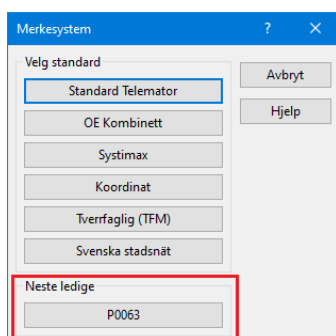 Merkesystem ? ×
Velg standard
Avbryt
Standard Telemator
Hjelp
OE Kombinett
Systimax
Koordinat
Tverrfaglig (TFM)
Svenska stadsnät
Neste ledige
P0063